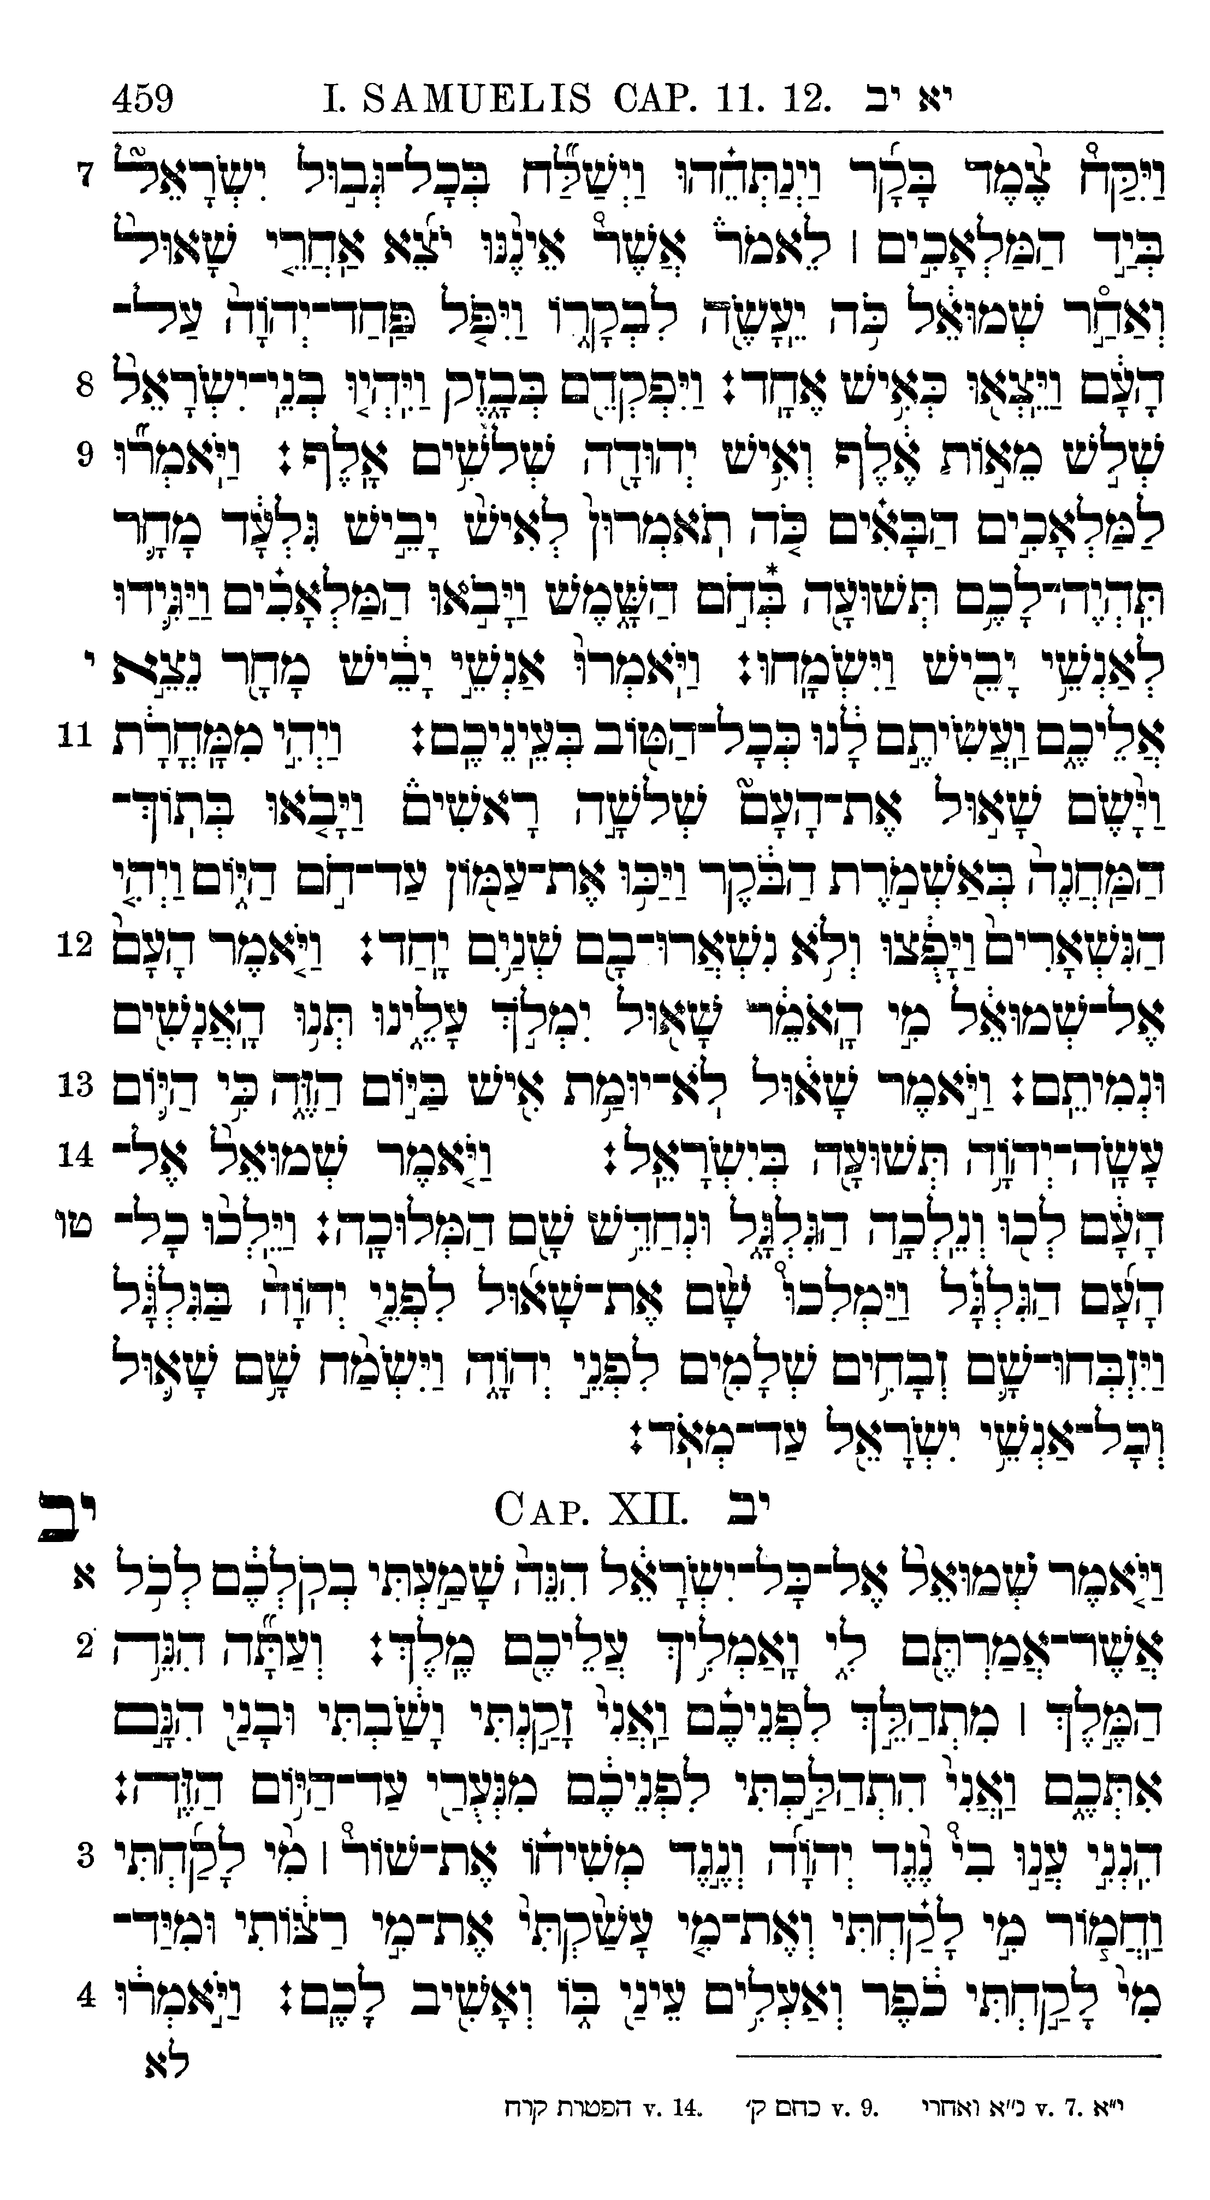 459 I. SAMUELIS CAP. 11. 12. יא יב
7 וַיִּקַּח֩ צֶ֨מֶד בָּקָ֜ר וַֽיְנַתְּחֵ֗הוּ וַיְשַׁלַּ֞ח בְּכָל־גְּב֣וּל יִשְׂרָאֵל֮
בְּיַ֣ד הַמַּלְאָכִ֣ים ׀ לֵאמֹר֒ אֲשֶׁר֩ אֵינֶ֨נּוּ יֹצֵ֜א אַחֲרֵ֤י שָׁאוּל֙
וְאַחַ֣ר שְׁמוּאֵ֔ל כֹּ֥ה יֵעָשֶׂ֖ה לִבְקָר֑וֹ וַיִּפֹּ֤ל פַּֽחַד־יְהוָֹה֙ עַל־
8 הָעָ֔ם וַיֵּצְא֖וּ כְּאִ֥ישׁ אֶחָֽד׃ וַֽיִּפְקְדֵ֖ם בְּבָ֑זֶק וַיִּֽהְי֤וּ בְנֵֽי־יִשְׂרָאֵל֙
9 שְׁלֹ֣שׁ מֵא֣וֹת אֶ֔לֶף וְאִ֥ישׁ יְהוּדָ֖ה שְׁלֹשִׁ֥ים אָֽלֶף׃ וַיֹּאמְר֞וּ
לַמַּלְאָכִ֣ים הַבָּאִ֗ים כֹּ֤ה תֹאמְרוּן֙ לְאִישׁ֙ יָבֵ֣ישׁ גִּלְעָ֔ד מָחָ֛ר
תִּֽהְיֶה־לָכֶ֥ם תְּשׁוּעָ֖ה *בְּחֹ֣ם הַשָּׁ֑מֶשׁ וַיָּבֹ֣אוּ הַמַּלְאָכִ֗ים וַיַּגִּ֛ידוּ
י לְאַנְשֵׁ֥י יָבֵ֖ישׁ וַיִּשְׂמָֽחוּ׃ וַיֹּֽאמְרוּ֙ אַנְשֵׁ֣י יָבֵ֔ישׁ מָחָ֖ר נֵצֵ֣א
11 אֲלֵיכֶ֑ם וַֽעֲשִׂיתֶ֣ם לָּ֔נוּ כְּכָל־הַטּ֖וֹב בְּעֵֽינֵיכֶֽם׃ וַיְהִ֣י מִֽמָּחֳרָ֗ת
וַיָּ֨שֶׂם שָׁא֣וּל אֶת־הָעָם֮ שְׁלֹשָׁ֣ה רָאשִׁים֒ וַיָּבֹ֤אוּ בְתֽוֹךְ־
הַֽמַּחֲנֶה֙ בְּאַשְׁמֹ֣רֶת הַבֹּ֔קֶר וַיַּכּ֥וּ אֶת־עַמּ֖וֹן עַד־חֹ֣ם הַיּ֑וֹם וַיְהִ֤י
12 הַנִּשְׁאָרִים֙ וַיָּפֻ֔צוּ וְלֹ֥א נִשְׁאֲרוּ־בָ֖ם שְׁנַ֥יִם יָֽחַד׃ וַיֹּ֤אמֶר הָעָם֙
אֶל־שְׁמוּאֵ֔ל מִ֣י הָאֹמֵ֔ר שָׁא֖וּל יִמְלֹ֣ךְ עָלֵ֑ינוּ תְּנ֥וּ הָאֲנָשִׁ֖ים
13 וּנְמִיתֵֽם׃ וַיֹּ֣אמֶר שָׁא֔וּל לֹֽא־יוּמַ֥ת אִ֖ישׁ בַּיּ֣וֹם הַזֶּ֑ה כִּ֥י הַיּ֛וֹם
14 עָשָֽׂה־יְהוָֹ֥ה תְּשׁוּעָ֖ה בְּיִשְׂרָאֵֽל׃ וַיֹּ֤אמֶר שְׁמוּאֵל֙ אֶל־
טו הָעָ֔ם לְכ֖וּ וְנֵלְכָ֣ה הַגִּלְגָּ֑ל וּנְחַדֵּ֥שׁ שָׁ֖ם הַמְּלוּכָֽה׃ וַיֵּלְכ֨וּ כָל־
הָעָ֜ם הַגִּלְגָּ֗ל וַיַּמְלִכוּ֩ שָׁ֨ם אֶת־שָׁא֜וּל לִפְנֵ֤י יְהוָֹה֙ בַּגִּלְגָּ֔ל
וַיִּזְבְּחוּ־שָׁ֛ם זְבָחִ֥ים שְׁלָמִ֖ים לִפְנֵ֣י יְהוָֹ֑ה וַיִּשְׂמַ֨ח שָׁ֥ם שָׁא֛וּל
וְכָל־אַנְשֵׁ֥י יִשְׂרָאֵ֖ל עַד־מְאֹֽד׃
יב CAP. XII. יב
א וַיֹּ֤אמֶר שְׁמוּאֵל֙ אֶל־כָּל־יִשְׂרָאֵ֔ל הִנֵּה֙ שָׁמַ֣עְתִּי בְקֹֽלְכֶ֔ם לְכֹ֥ל
2 אֲשֶׁר־אֲמַרְתֶּ֖ם לִ֑י וָאַמְלִ֥יךְ עֲלֵיכֶ֖ם מֶֽלֶךְ׃ וְעַתָּ֞ה הִנֵּ֥ה
הַמֶּ֣לֶךְ ׀ מִתְהַלֵּ֣ךְ לִפְנֵיכֶ֗ם וַֽאֲנִי֙ זָקַ֣נְתִּי וָשַׂ֔בְתִּי וּבָנַ֖י הִנָּ֣ם
אִתְּכֶ֑ם וַֽאֲנִי֙ הִתְהַלַּ֣כְתִּי לִפְנֵיכֶ֔ם מִנְּעֻרַ֖י עַד־הַיּ֥וֹם הַזֶּֽה׃
3 הִֽנְנִ֣י עֲנ֣וּ בִי֩ נֶ֨גֶד יְהוָֹ֜ה וְנֶ֣גֶד מְשִׁיח֗וֹ אֶת־שׁוֹר֩ ׀ מִ֨י לָקַ֜חְתִּי
וַחֲמ֧וֹר מִ֣י לָקַ֗חְתִּי וְאֶת־מִ֤י עָשַׁ֙קְתִּי֙ אֶת־מִ֣י רַצּ֔וֹתִי וּמִיַּד־
4 מִי֙ לָקַ֣חְתִּי כֹ֔פֶר וְאַעְלִ֥ים עֵינַ֖י בּ֑וֹ וְאָשִׁ֖יב לָכֶֽם׃ וַיֹּ֣אמְר֔וּ
לא
י״א v. 7. נ״א ואחרי v. 9. כחם ק׳ v. 14. הפטרת קרח